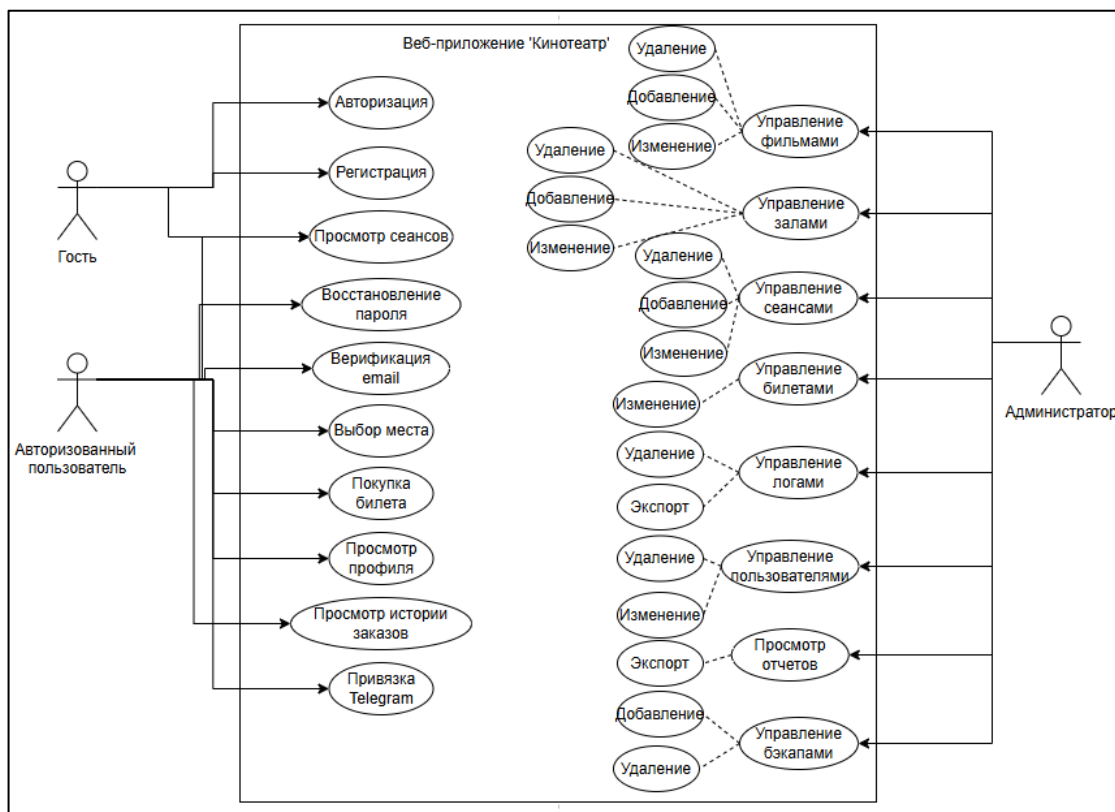 Веб-приложение 'Кинотеатр'
Гость
Авторизованный
пользователь
Авторизация
Регистрация
Просмотр сеансов
Восстановление
пароля
Верификация
email
Выбор места
Покупка
билета
Просмотр
профиля
Просмотр истории
заказов
Привязка
Telegram
Удаление
Добавление
Изменение
Управление
фильмами
Удаление
Добавление
Изменение
Управление
залами
Удаление
Добавление
Изменение
Управление
сеансами
Изменение
Управление
билетами
Удаление
Экспорт
Управление
логами
Удаление
Изменение
Управление
пользователями
Экспорт
Просмотр
отчетов
Добавление
Удаление
Управление
бэкапами
Администратор